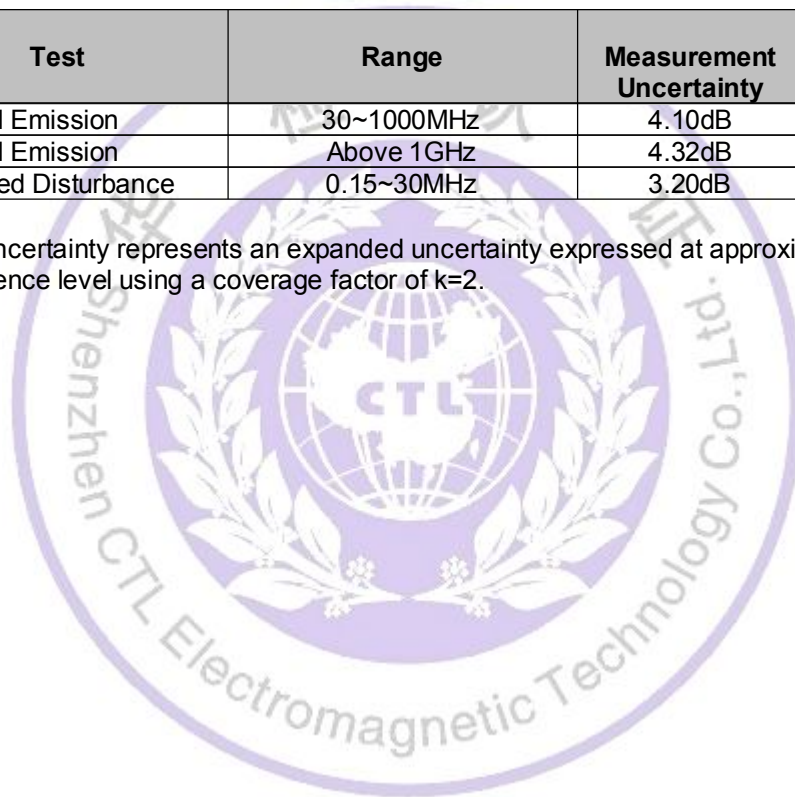 Test Range Measurement Uncertainty
Emission 30~1000MHz 4.10dB
Emission Above 1GHz 4.32dB
ed Disturbance 0.15~30MHz 3.20dB
ncertainty represents an expanded uncertainty expressed at approxi
ence level using a coverage factor of k=2.
CTL
Shenzhen CTL Electromagnetic Technology Co., Ltd.